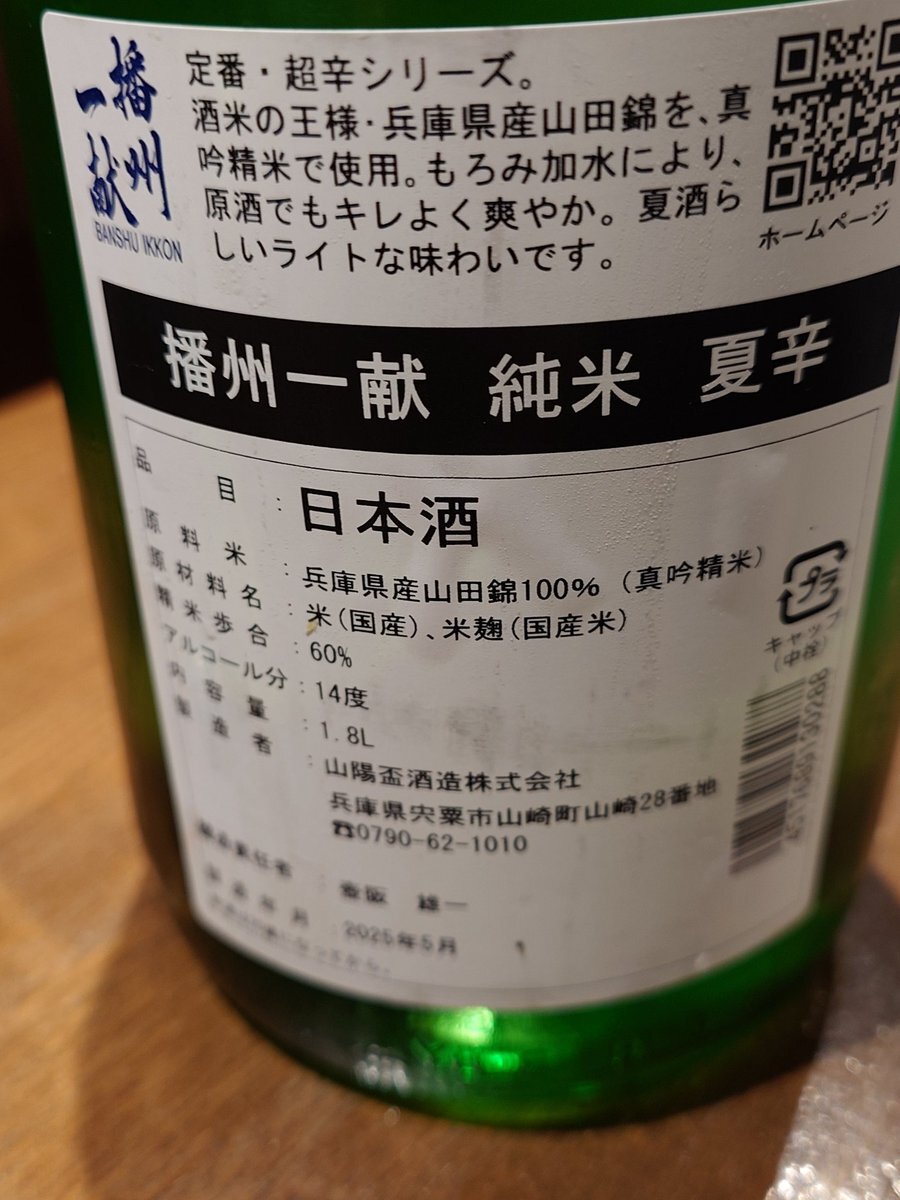 播州
一献
BANSHU IKKON
定番・超辛シリーズ。
酒米の王様・兵庫県産山田錦を、真
吟精米で使用。もろみ加水により、
原酒でもキレよく爽やか。夏酒ら
しいライトな味わいです。
ホームページ
播州一献 純米 夏辛
品目:日本酒
原料米:兵庫県産山田錦100%(真吟精米)
原材料名:米(国産)、米麹(国産米)
精米歩合:60%
アルコール分:14度
内容量:1.8L
製造者:山陽盃酒造株式会社
兵庫県宍粟市山崎町山崎28番地
☎0790-62-1010
プラ
キャップ
(中栓)
壺阪 雄一
2025年5月